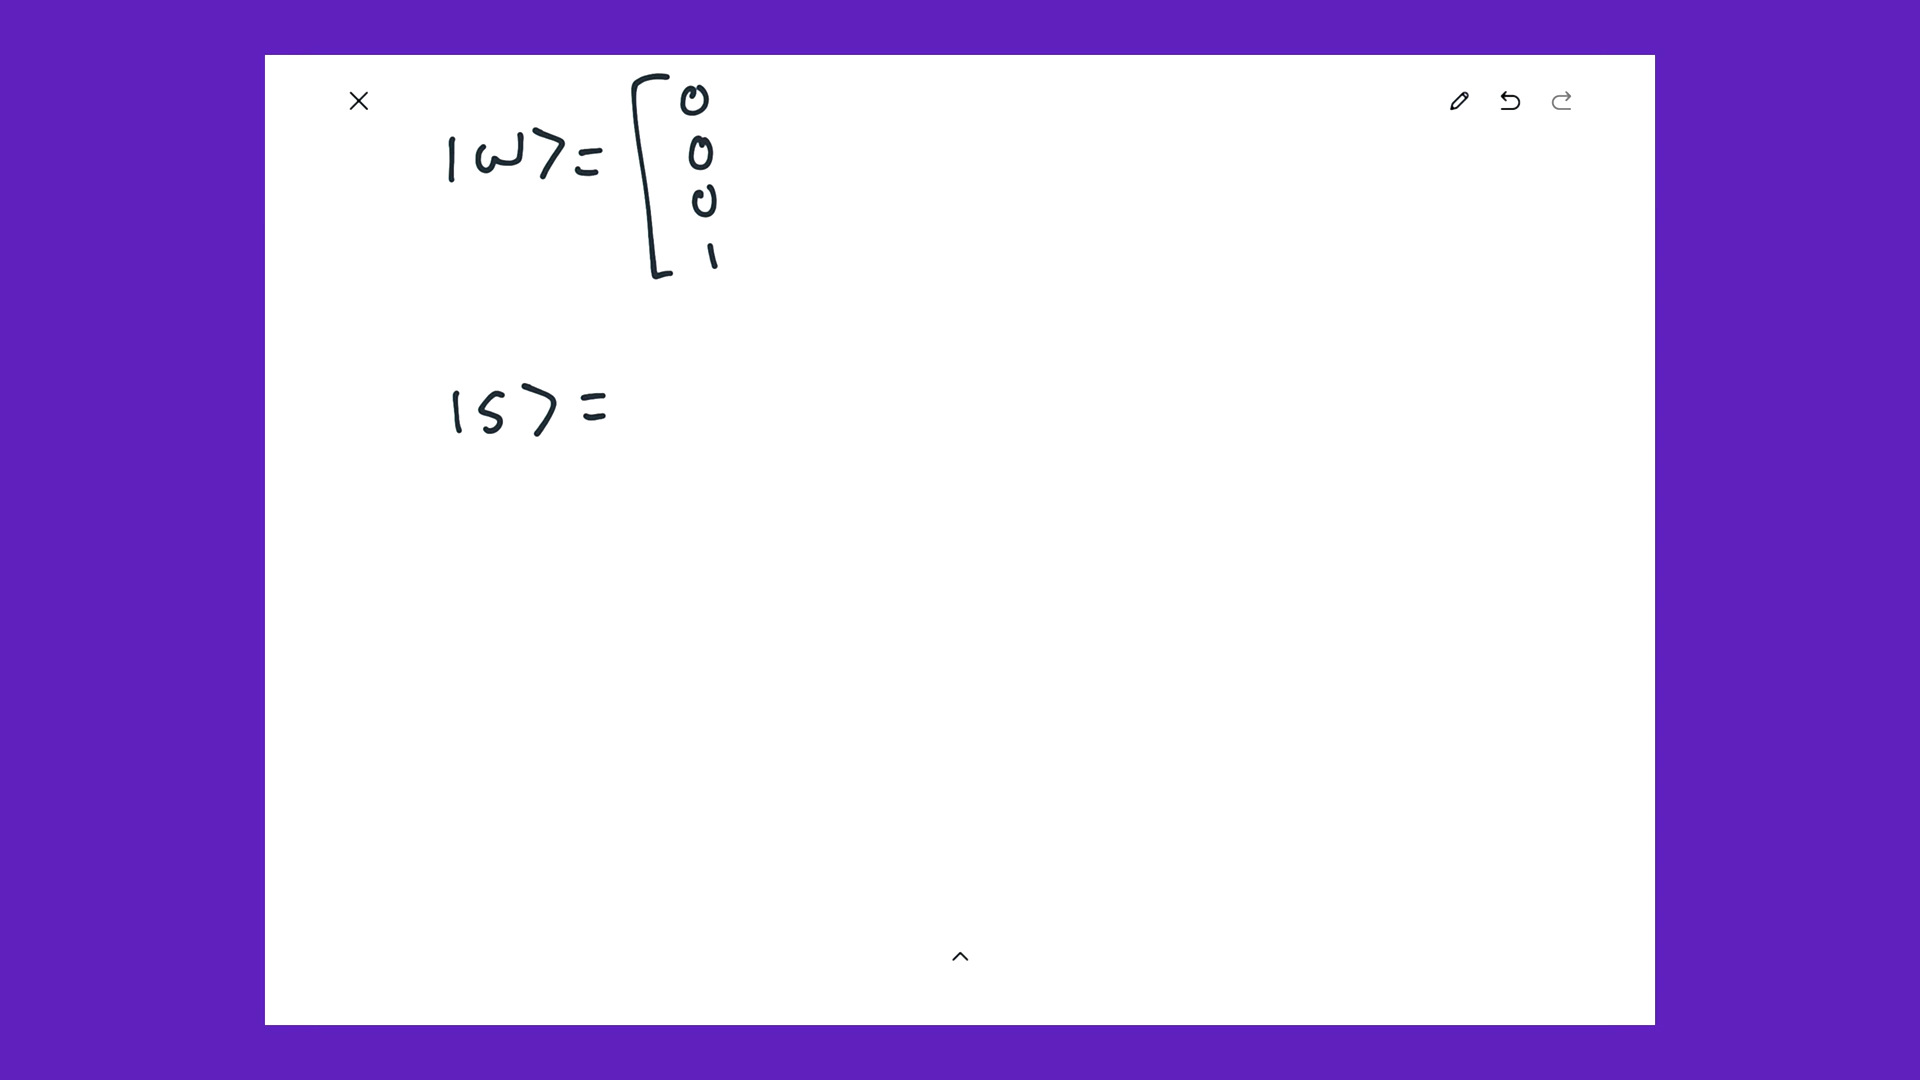 |ω> = [0
0
0
1
|s> =